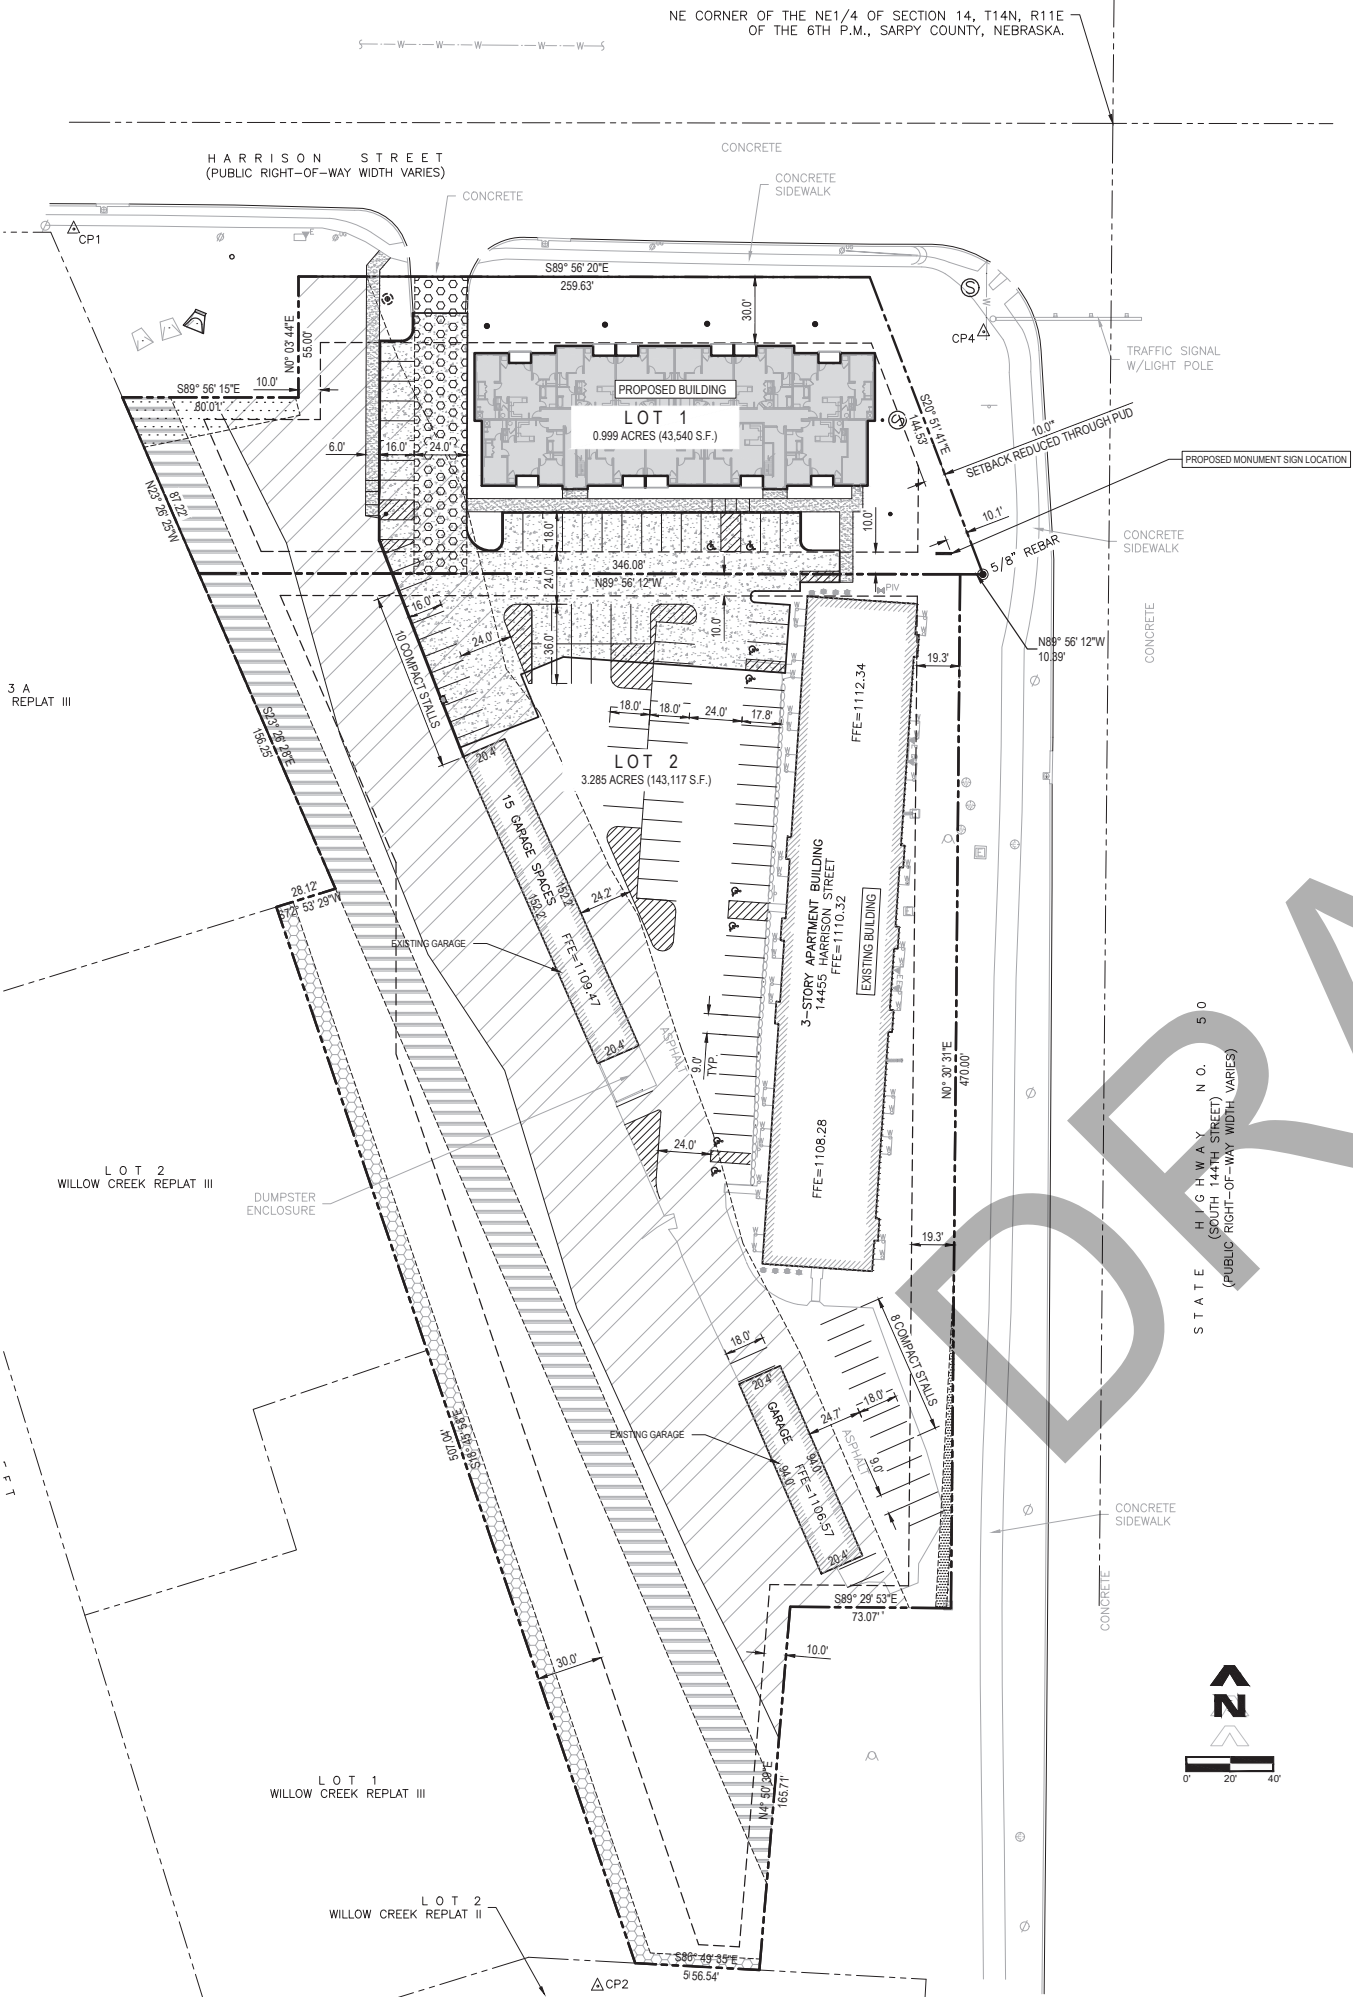 NE CORNER OF THE NE1/4 OF SECTION 14, T14N, R11E
OF THE 6TH P.M., SARPY COUNTY, NEBRASKA.
W W W W W
HARRISON STREET
(PUBLIC RIGHT-OF-WAY WIDTH VARIES)
CONCRETE
CONCRETE
SIDEWALK
CONCRETE
CP1
S89° 56' 20"E
259.63'
30.0'
S
CP4
TRAFFIC SIGNAL
W/LIGHT POLE
N0° 03' 44"E
55.00'
S89° 56' 15"E
80.01'
10.0'
PROPOSED BUILDING
LOT 1
0.999 ACRES (43,540 S.F.)
S20° 51' 41"E
144.53'
10.0'
SETBACK REDUCED THROUGH PUD
PROPOSED MONUMENT SIGN LOCATION
6.0'
16.0'
24.0'
N23° 26' 25"W
87.22'
18.0'
10.0'
10.1'
5/8" REBAR
CONCRETE
SIDEWALK
346.08'
N89° 56' 12"W
24.0'
PIV
16.0'
24.0'
36.0'
10.0'
10 COMPACT STALLS
N89° 56' 12"W
10.39'
CONCRETE
19.3'
3 A
REPLAT III
S23° 26' 28"E
156.25'
18.0'
18.0'
24.0'
17.8'
FFE=1112.34
LOT 2
3.285 ACRES (143,117 S.F.)
20.4'
15 GARAGE SPACES
152.2'
152.2'
24.2'
FFE=1109.47
EXISTING GARAGE
20.4'
3-STORY APARTMENT BUILDING
14455 HARRISON STREET
FFE=1110.32
EXISTING BUILDING
28.12'
S72° 53' 29"W
ASPHALT
9.0'
TYP.
N0° 30' 31"E
470.00'
STATE HIGHWAY NO. 50
(SOUTH 144TH STREET)
(PUBLIC RIGHT-OF-WAY WIDTH VARIES)
DRA
24.0'
FFE=1108.28
LOT 2
WILLOW CREEK REPLAT III
DUMPSTER
ENCLOSURE
19.3'
18.0'
8 COMPACT STALLS
20.4'
GARAGE
94.0'
94.0'
FFE=1106.57
24.7'
18.0'
ASPHALT
9.0'
EXISTING GARAGE
20.4'
S18° 45' 58"E
507.04'
CONCRETE
SIDEWALK
CONCRETE
S89° 29' 53"E
73.07'
10.0'
30.0'
N
0' 20' 40'
N4° 50' 39"E
165.71'
LOT 1
WILLOW CREEK REPLAT III
LOT 2
WILLOW CREEK REPLAT II
56.54'
CP2